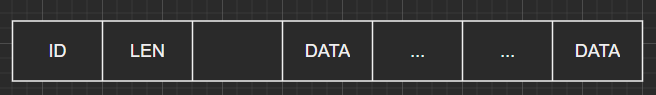 ID LEN DATA ... ... DATA